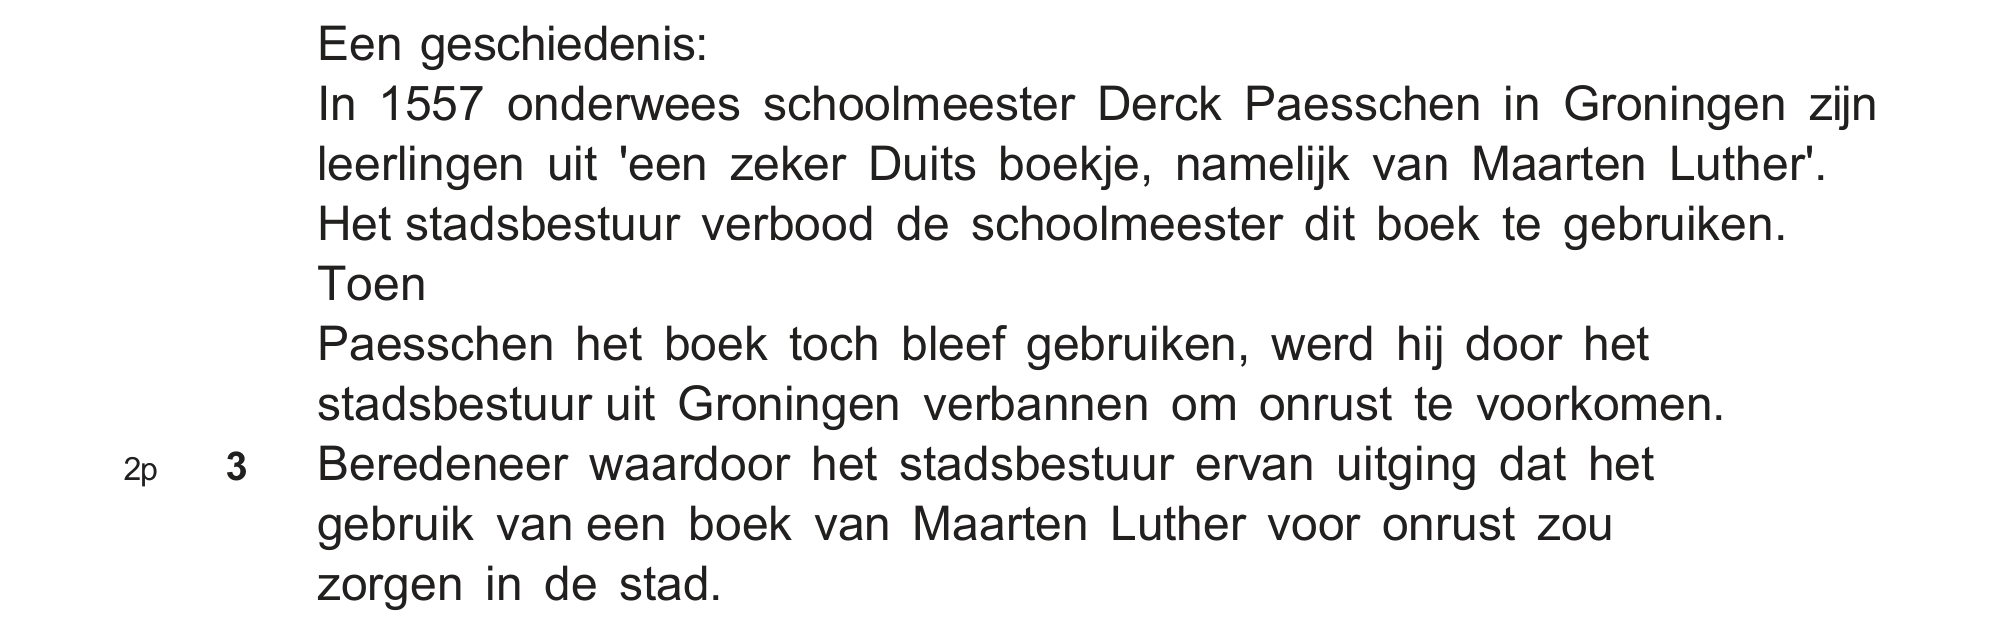 Een geschiedenis:
In 1557 onderwees schoolmeester Derck Paesschen in Groningen zijn
leerlingen uit 'een zeker Duits boekje, namelijk van Maarten Luther'.
Het stadsbestuur verbood de schoolmeester dit boek te gebruiken.
Toen
Paesschen het boek toch bleef gebruiken, werd hij door het
stadsbestuur uit Groningen verbannen om onrust te voorkomen.
2p 3 Beredeneer waardoor het stadsbestuur ervan uitging dat het
gebruik van een boek van Maarten Luther voor onrust zou
zorgen in de stad.